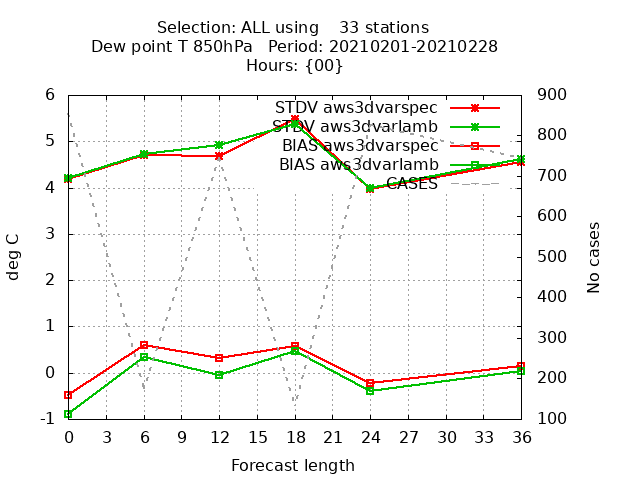 Selection: ALL using    33 stations
Dew point T 850hPa   Period: 20210201-20210228
Hours: {00}
STDV aws3dvarspec
STDV aws3dvarlamb
BIAS aws3dvarspec
BIAS aws3dvarlamb
CASES
deg C
6
5
4
3
2
1
0
-1
900
800
700
600
500
400
300
200
100
No cases
0 3 6 9 12 15 18 21 24 27 30 33 36
Forecast length